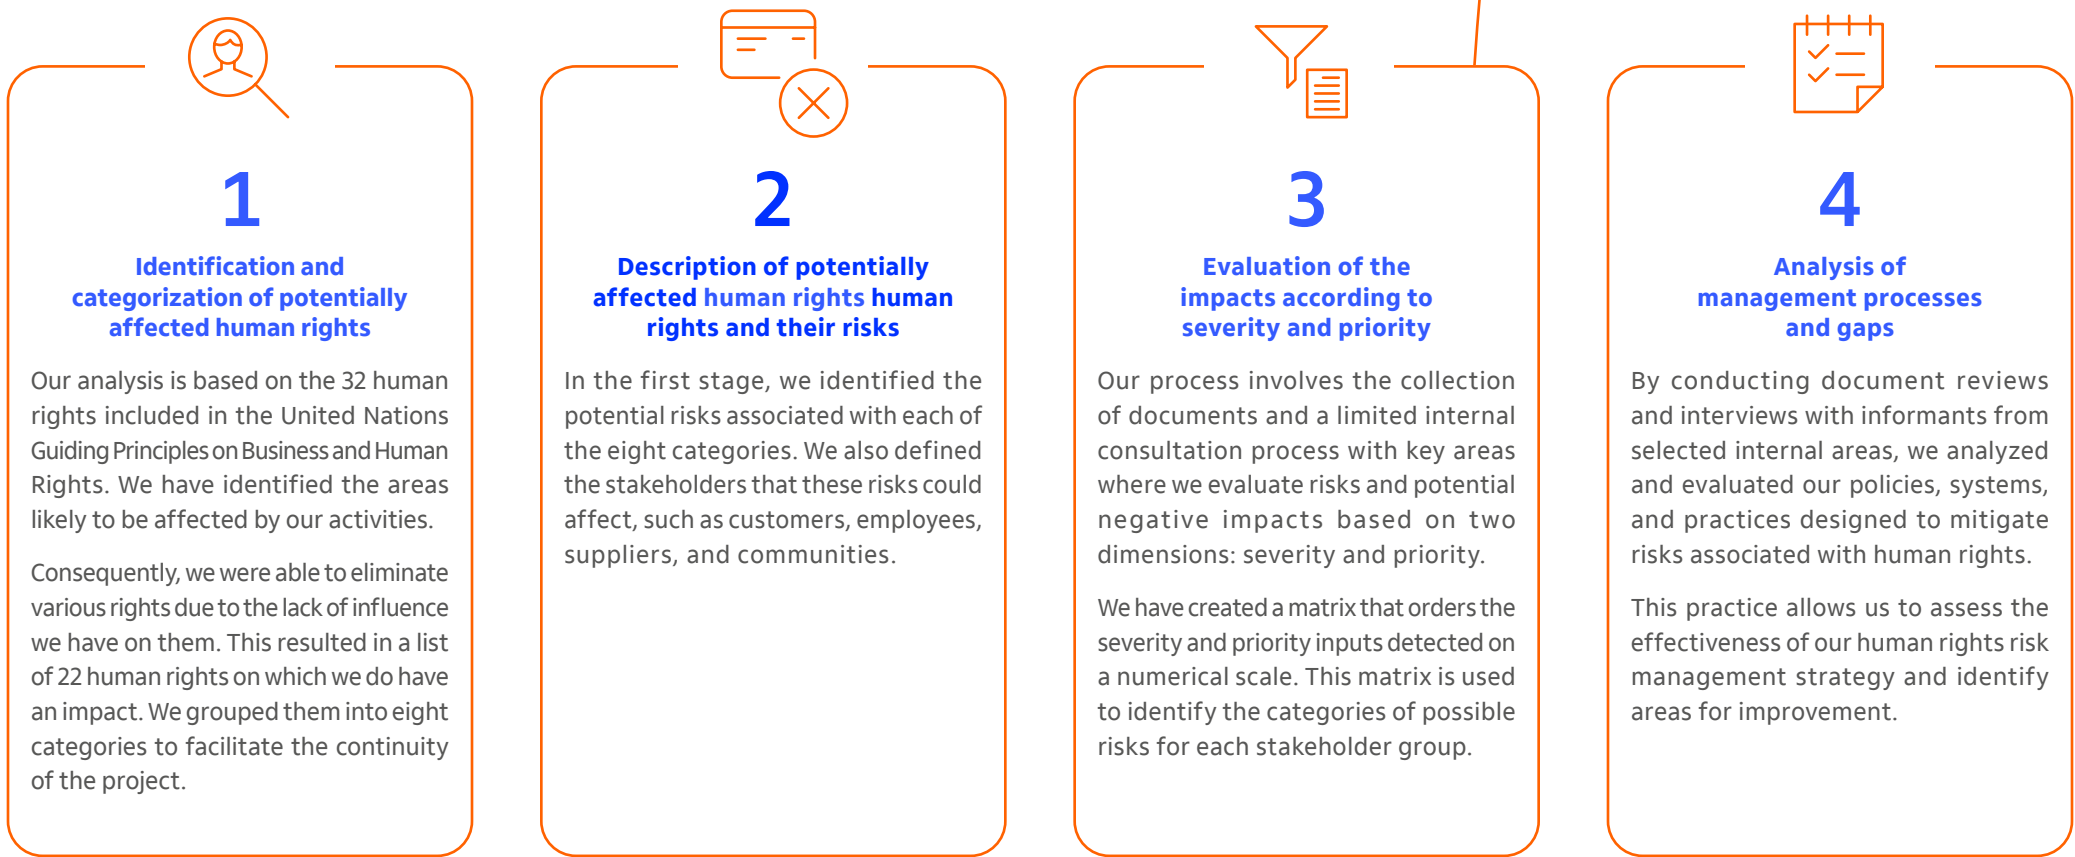 1
Identification and
categorization of potentially
affected human rights
Our analysis is based on the 32 human
rights included in the United Nations
Guiding Principles on Business and Human
Rights. We have identified the areas
likely to be affected by our activities.
Consequently, we were able to eliminate
various rights due to the lack of influence
we have on them. This resulted in a list
of 22 human rights on which we do have
an impact. We grouped them into eight
categories to facilitate the continuity
of the project.
2
Description of potentially
affected human rights human
rights and their risks
In the first stage, we identified the
potential risks associated with each of
the eight categories. We also defined
the stakeholders that these risks could
affect, such as customers, employees,
suppliers, and communities.
3
Evaluation of the
impacts according to
severity and priority
Our process involves the collection
of documents and a limited internal
consultation process with key areas
where we evaluate risks and potential
negative impacts based on two
dimensions: severity and priority.
We have created a matrix that orders the
severity and priority inputs detected on
a numerical scale. This matrix is used
to identify the categories of possible
risks for each stakeholder group.
4
Analysis of
management processes
and gaps
By conducting document reviews
and interviews with informants from
selected internal areas, we analyzed
and evaluated our policies, systems,
and practices designed to mitigate
risks associated with human rights.
This practice allows us to assess the
effectiveness of our human rights risk
management strategy and identify
areas for improvement.